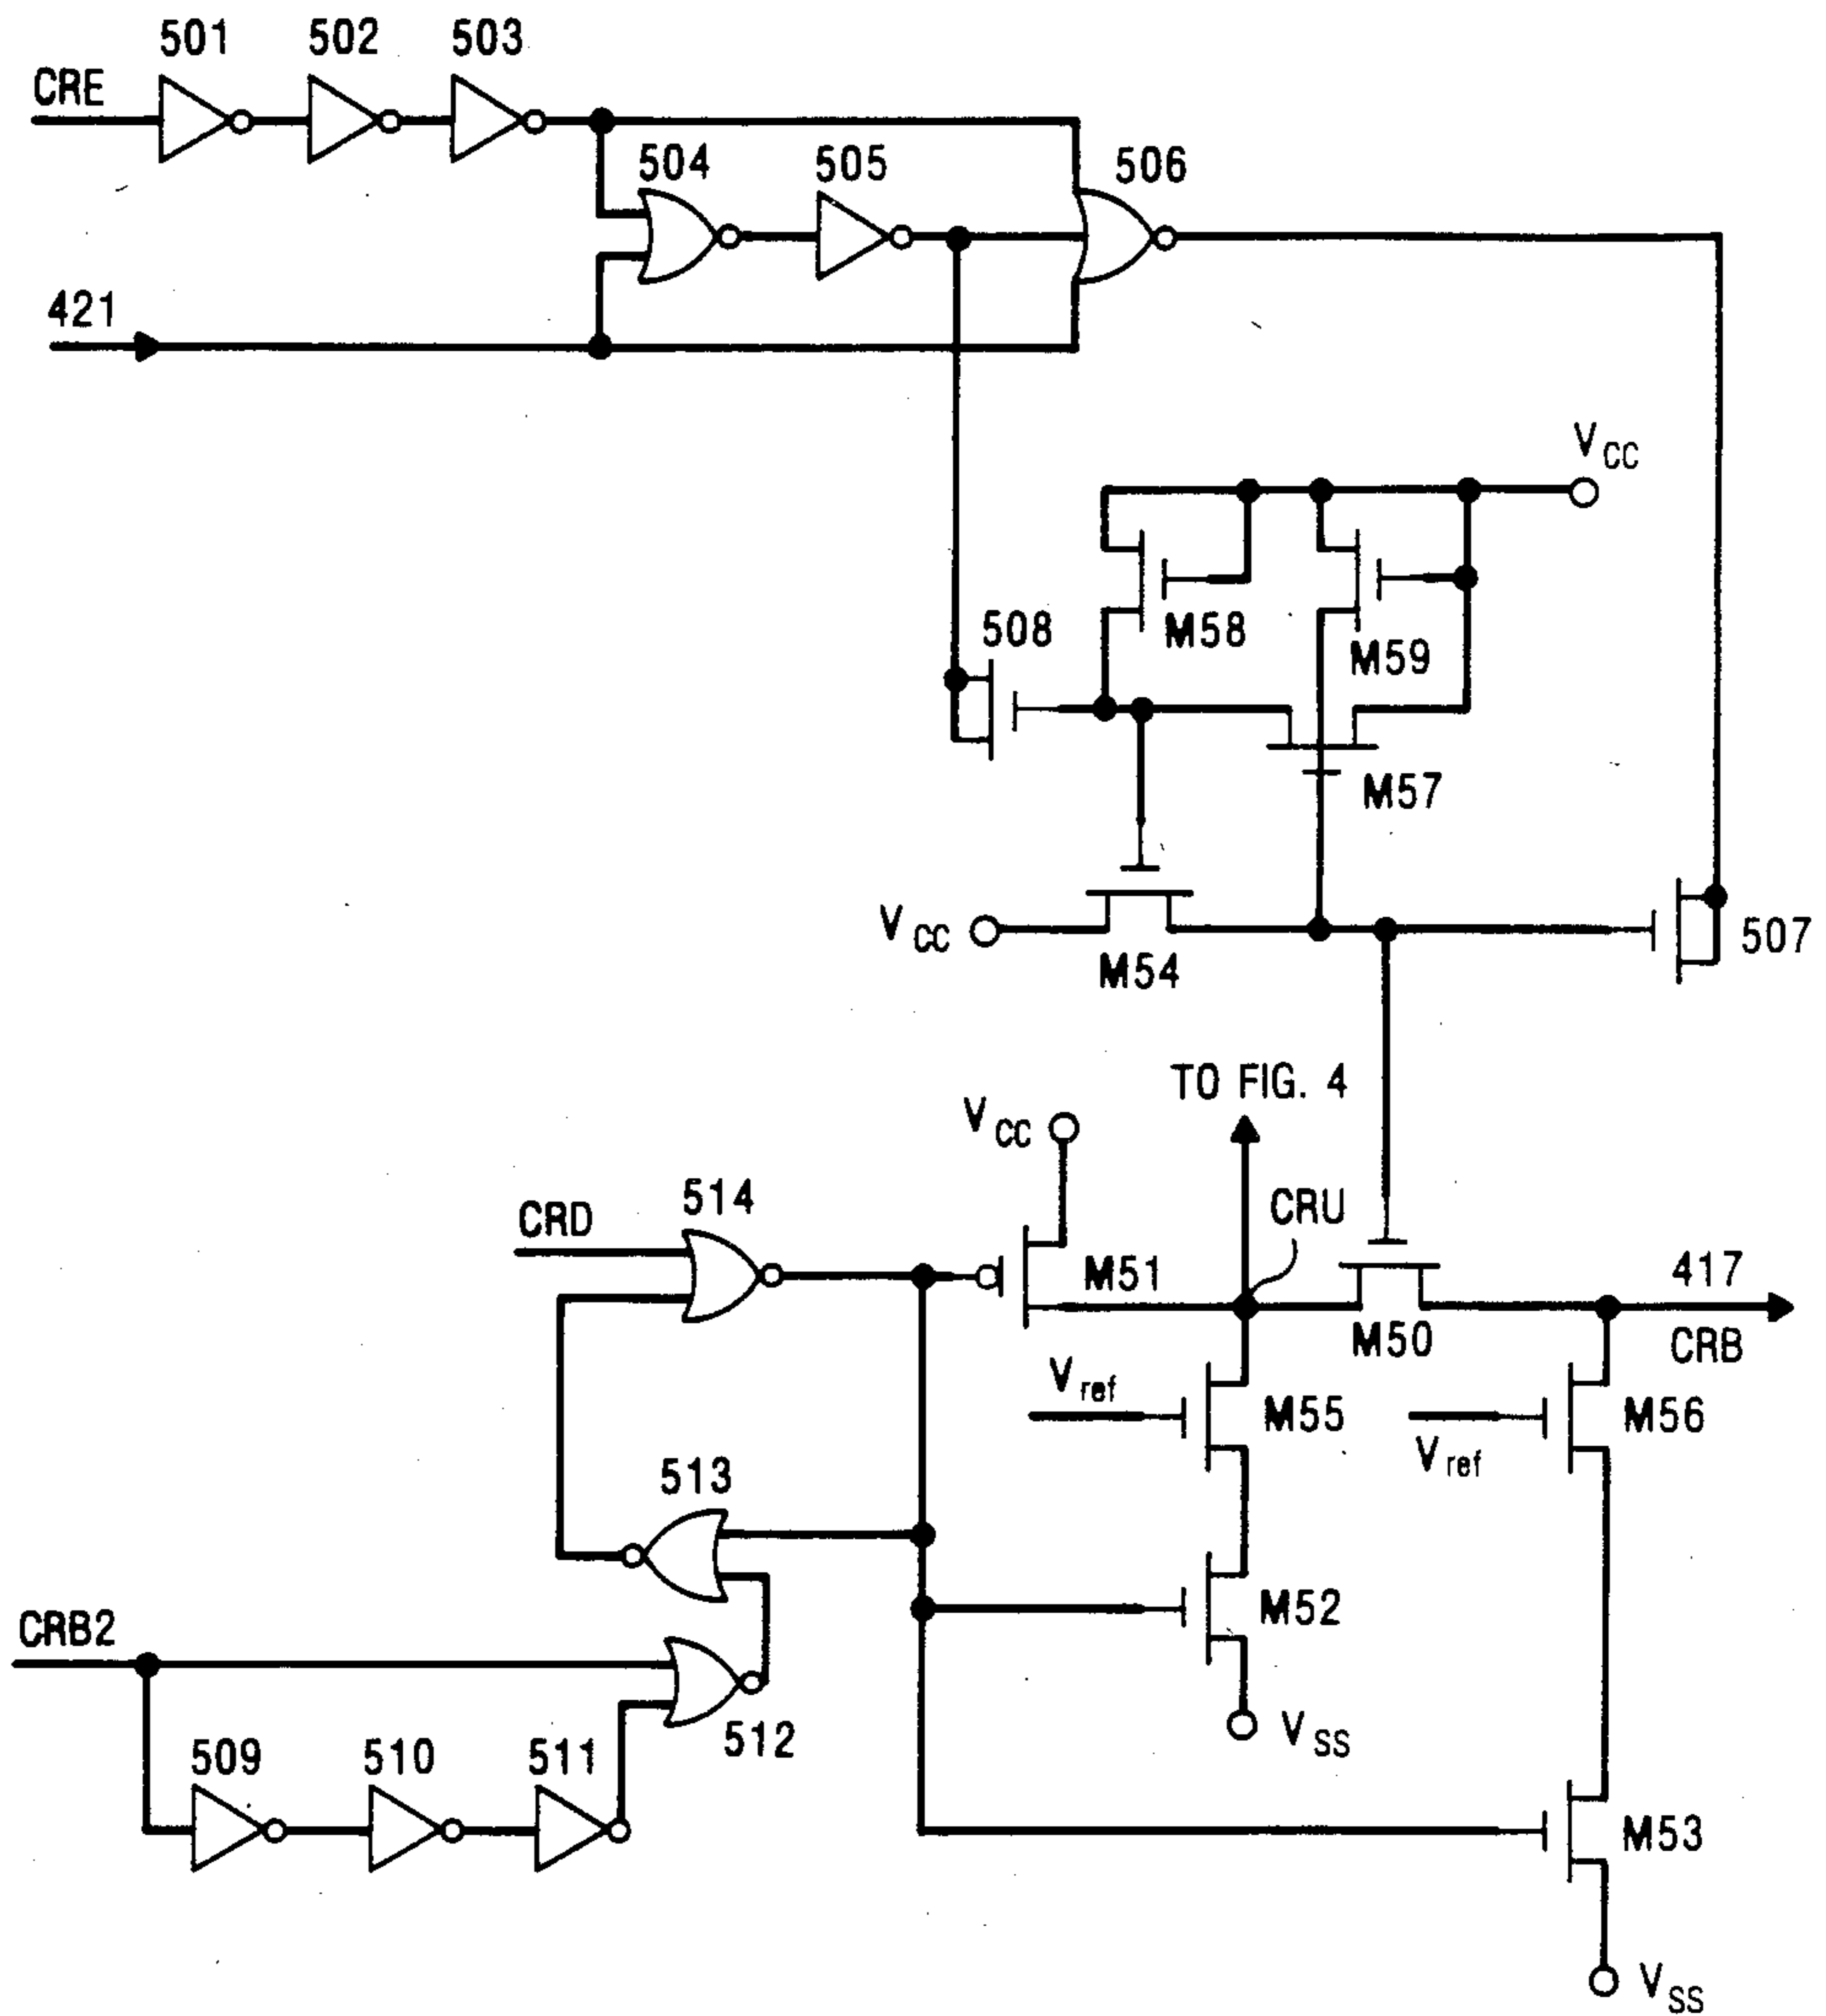 501
502
503
CRE
504
505
506
421
VCC
508
M58
M59
M57
VCC
M54
507
TO FIG. 4
VCC
514
CRD
CRU
M51
417
M50
CRB
Vref
M55
M56
Vref
513
CRB2
M52
512
VSS
509
510
511
M53
VSS